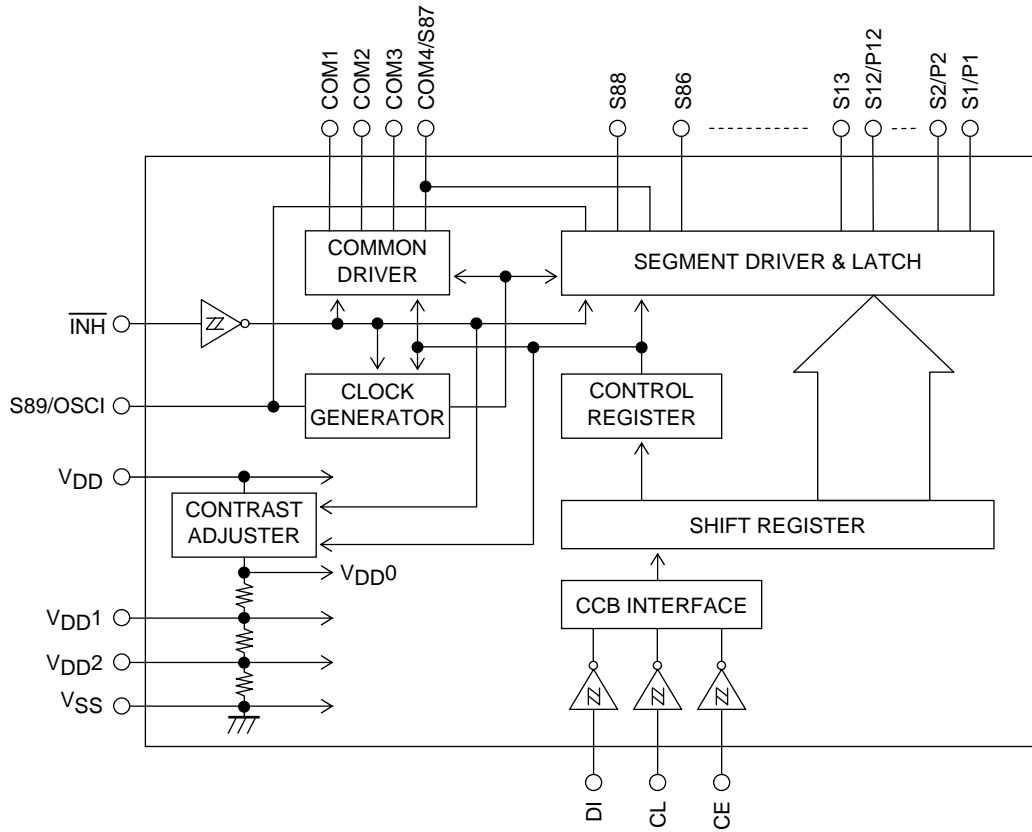 COM1
COM2
COM3
COM4/S87
S88
S86
S13
S12/P12
S2/P2
S1/P1
COMMON
DRIVER
SEGMENT DRIVER & LATCH
INH
S89/OSCI
CLOCK
GENERATOR
CONTROL
REGISTER
VDD
CONTRAST
ADJUSTER
SHIFT REGISTER
VDD0
CCB INTERFACE
VDD1
VDD2
VSS
DI
CL
CE